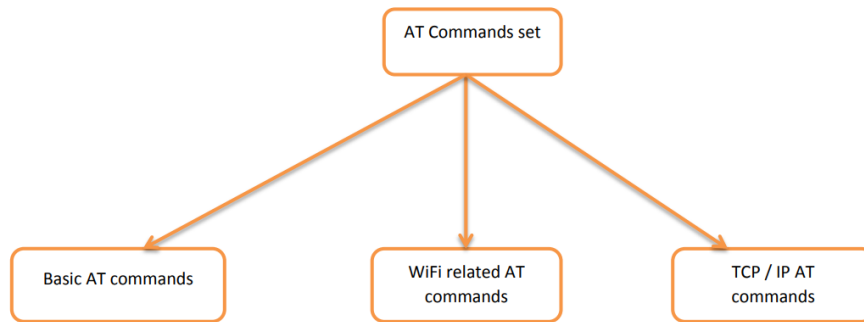 AT Commands set
Basic AT commands
WiFi related AT
commands
TCP / IP AT
commands